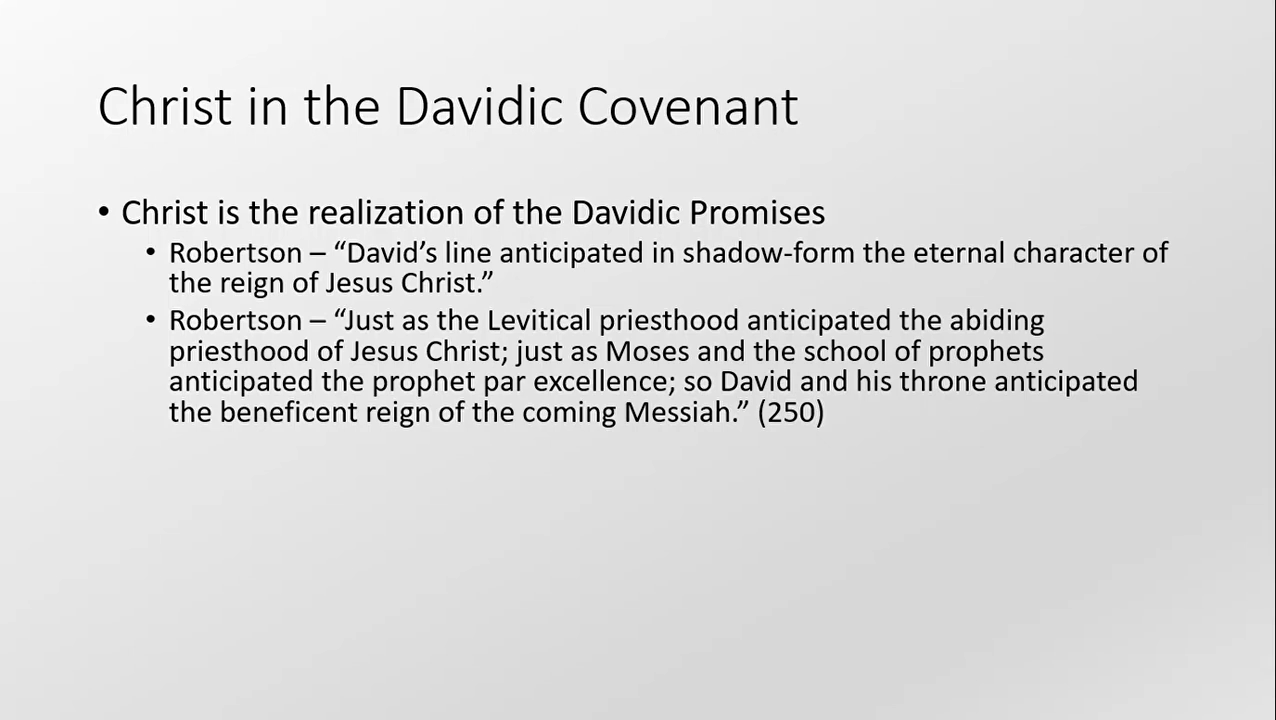 Christ in the Davidic Covenant
• Christ is the realization of the Davidic Promises
• Robertson – “David’s line anticipated in shadow-form the eternal character of
the reign of Jesus Christ.”
• Robertson – “Just as the Levitical priesthood anticipated the abiding
priesthood of Jesus Christ; just as Moses and the school of prophets
anticipated the prophet par excellence; so David and his throne anticipated
the beneficent reign of the coming Messiah.” (250)